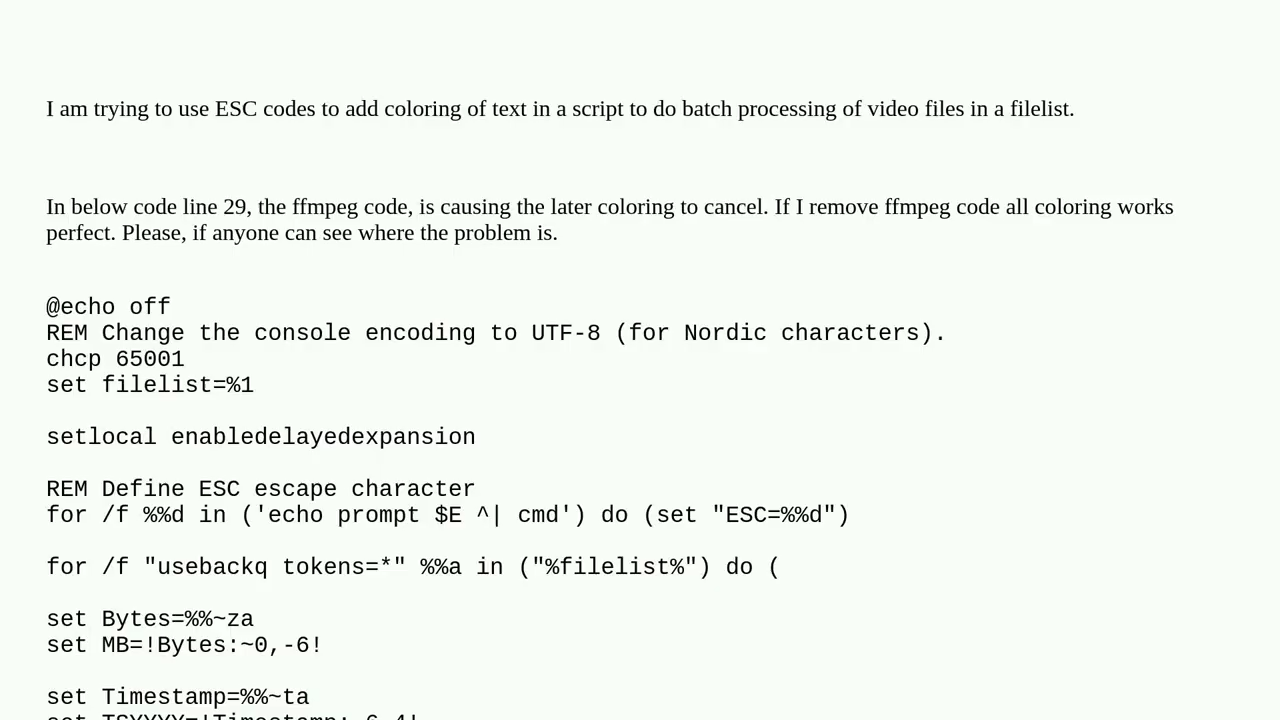 I am trying to use ESC codes to add coloring of text in a script to do batch processing of video files in a filelist.
In below code line 29, the ffmpeg code, is causing the later coloring to cancel. If I remove ffmpeg code all coloring works
perfect. Please, if anyone can see where the problem is.
@echo off
REM Change the console encoding to UTF-8 (for Nordic characters).
chcp 65001
set filelist=%1
setlocal enabledelayedexpansion
REM Define ESC escape character
for /f %%d in ('echo prompt $E ^| cmd') do (set "ESC=%%d")
for /f "usebackq tokens=*" %%a in ("%filelist%") do (
set Bytes=%%~za
set MB=!Bytes:~0,-6!
set Timestamp=%%~ta
set TSYYYY=!Timestamp:~6,4!